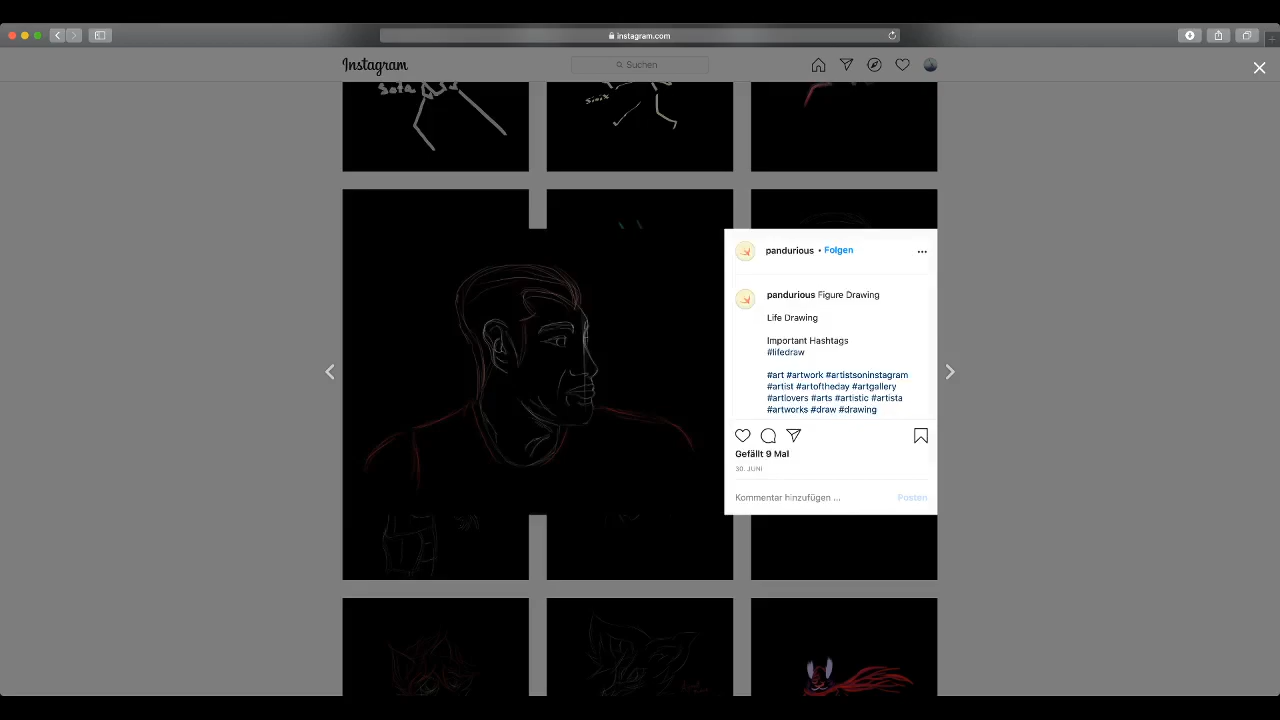 instagram.com
Instagram
Suchen
pandurious • Folgen
pandurious Figure Drawing
Life Drawing
Important Hashtags
#lifedraw
#art #artwork #artistsoninstagram
#artist #artoftheday #artgallery
#artlovers #arts #artistic #artista
#artworks #draw #drawing
Gefällt 9 Mal
30. JUNI
Kommentar hinzufügen ...
Posten